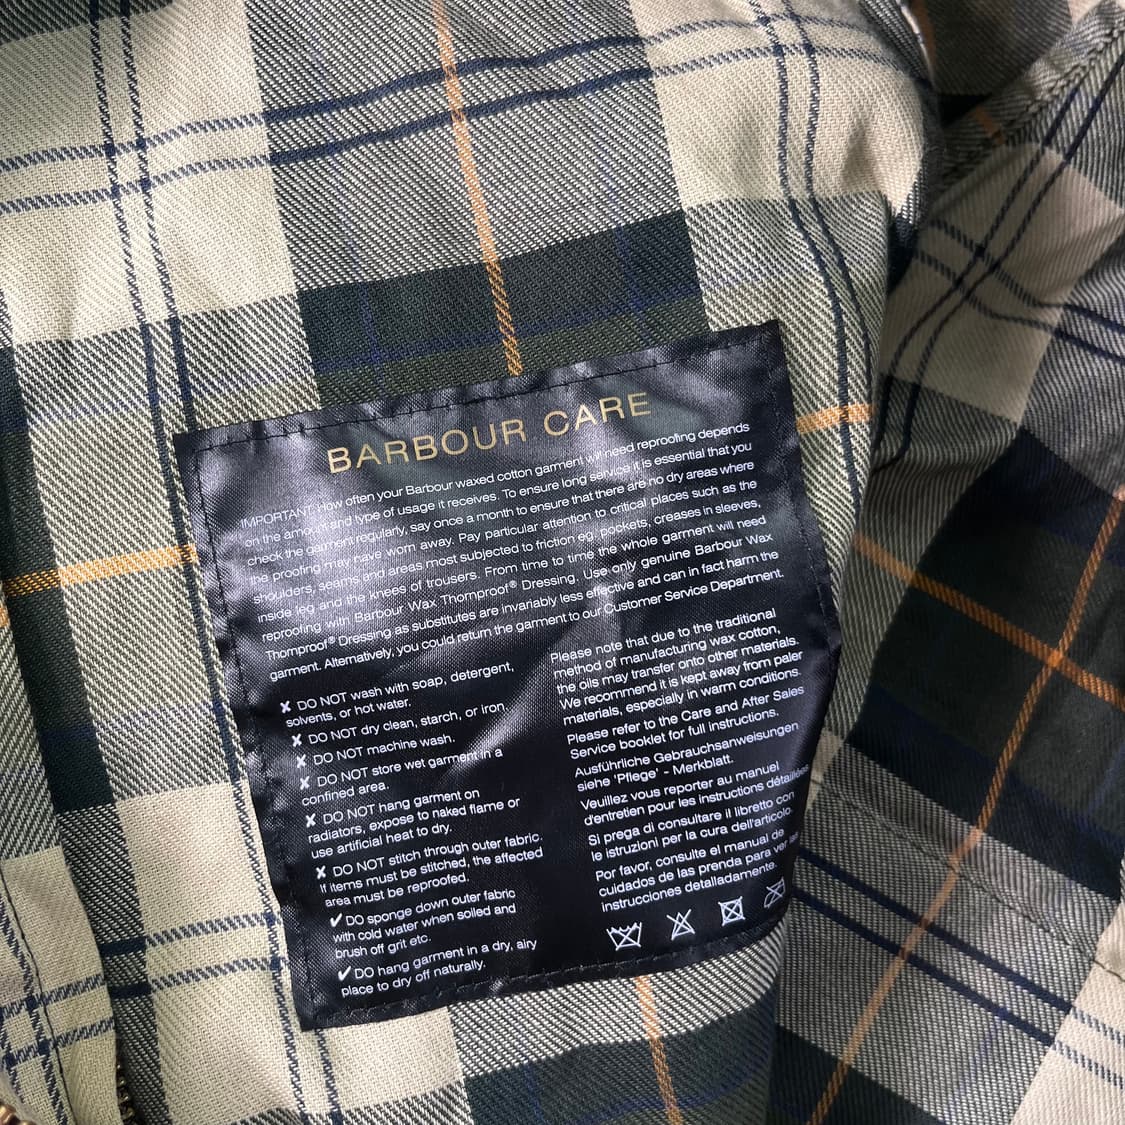 BARBOUR CARE
IMPORTANT: How often your Barbour waxed cotton garment will need reproofing depends
on the amount and type of usage it receives. To ensure long service it is essential that you
check the garment regularly, say once a month to ensure that there are no dry areas where
the proofing may have worn away. Pay particular attention to critical places such as the
shoulders, seams and areas most subjected to friction eg. pockets, creases in sleeves,
inside leg and the knees of trousers. From time to time the whole garment will need
reproofing with Barbour Wax Thornproof® Dressing. Use only genuine Barbour Wax
Thornproof® Dressing as substitutes are invariably less effective and can in fact harm the
garment. Alternatively, you could return the garment to our Customer Service Department.
✗ DO NOT wash with soap, detergent,
solvents, or hot water.
✗ DO NOT dry clean, starch, or iron.
✗ DO NOT machine wash.
✗ DO NOT store wet garment in a
confined area.
✗ DO NOT hang garment on
radiators, expose to naked flame or
use artificial heat to dry.
✗ DO NOT stitch through outer fabric.
If items must be stitched, the affected
area must be reproofed.
✓ DO sponge down outer fabric
with cold water when soiled and
brush off grit etc.
✓ DO hang garment in a dry, airy
place to dry off naturally.
Please note that due to the traditional
method of manufacturing wax cotton,
the oils may transfer onto other materials.
We recommend it is kept away from paler
materials, especially in warm conditions.
Please refer to the Care and After Sales
Service booklet for full instructions.
Ausführliche Gebrauchsanweisungen
siehe 'Pflege' - Merkblatt.
Veuillez vous reporter au manuel
d'entretien pour les instructions détaillées
Si prega di consultare il libretto con
le istruzioni per la cura dell'articolo.
Por favor, consulte el manual de
cuidados de las prenda para ver las
instrucciones detalladamente.